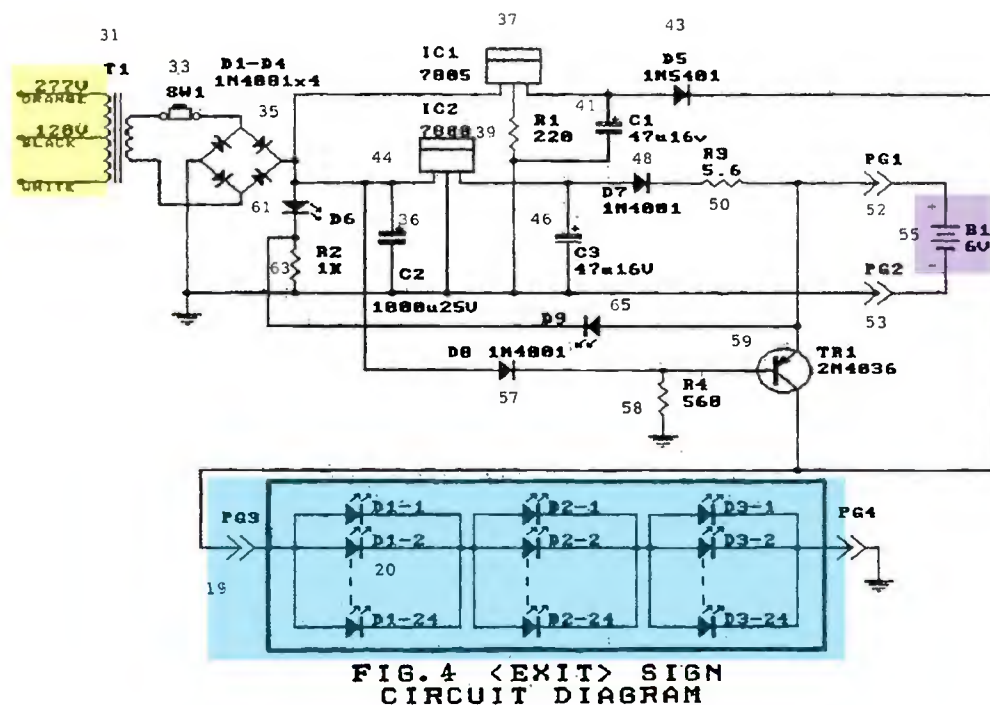 37
43
31
T1
33
SW1
D1-D4
1N4001x4
35
IC1
7805
D5
1N5401
277V
ORANGE
120V
BLACK
WHITE
IC2
39
R1
220
41
C1
47u16v
44
48
R3
5.6
50
D7
1N4001
PG1
52
61
D6
36
46
C3
47u16V
55
+
B1
6V
-
63
R2
1K
C2
1000u25V
PG2
53
65
D9
59
D8 1N4001
57
TR1
2N4036
58
R4
560
PG3
19
D1-1
D2-1
D3-1
PG4
D1-2
D2-2
D3-2
20
D1-24
D2-24
D3-24
FIG.4 <EXIT> SIGN
CIRCUIT DIAGRAM